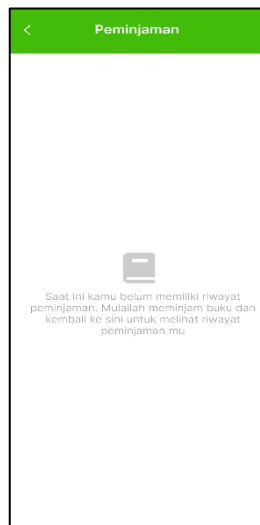 Peminjaman
Saat ini kamu belum memiliki riwayat
peminjaman. Mulailah meminjam buku dan
kembali ke sini untuk melihat riwayat
peminjaman mu